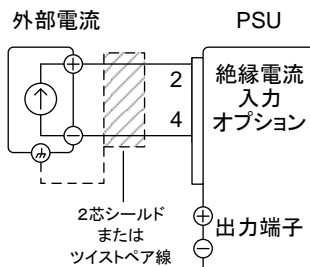 外部電流
PSU
2
4
絶縁電流
入力
オプション
2芯シールド
または
ツイストペア線
出力端子